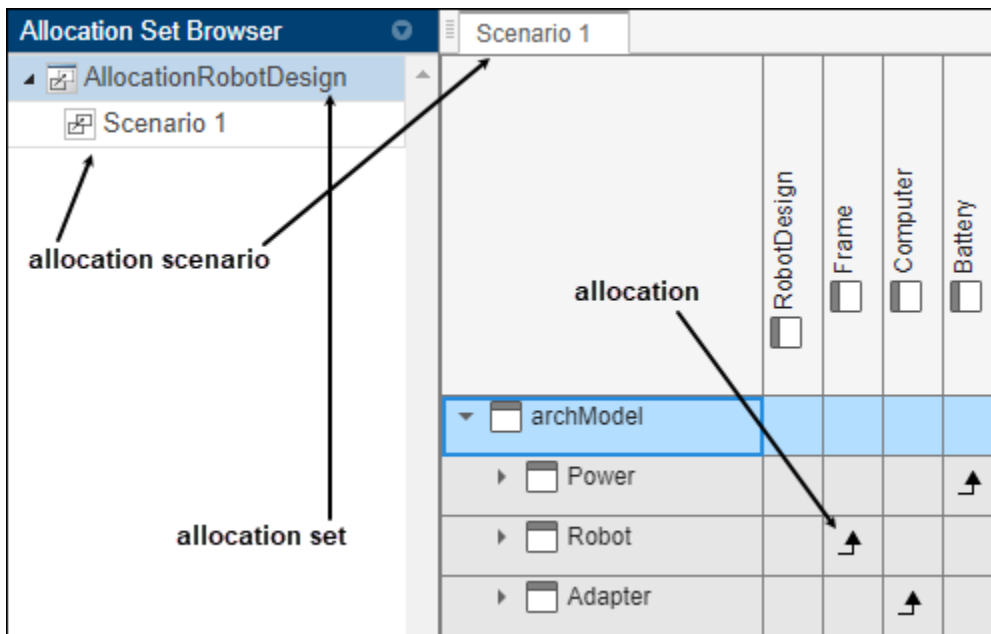 Allocation Set Browser
Scenario 1
AllocationRobotDesign
Scenario 1
allocation scenario
allocation set
RobotDesign
Frame
Computer
Battery
allocation
archModel
Power
Robot
Adapter